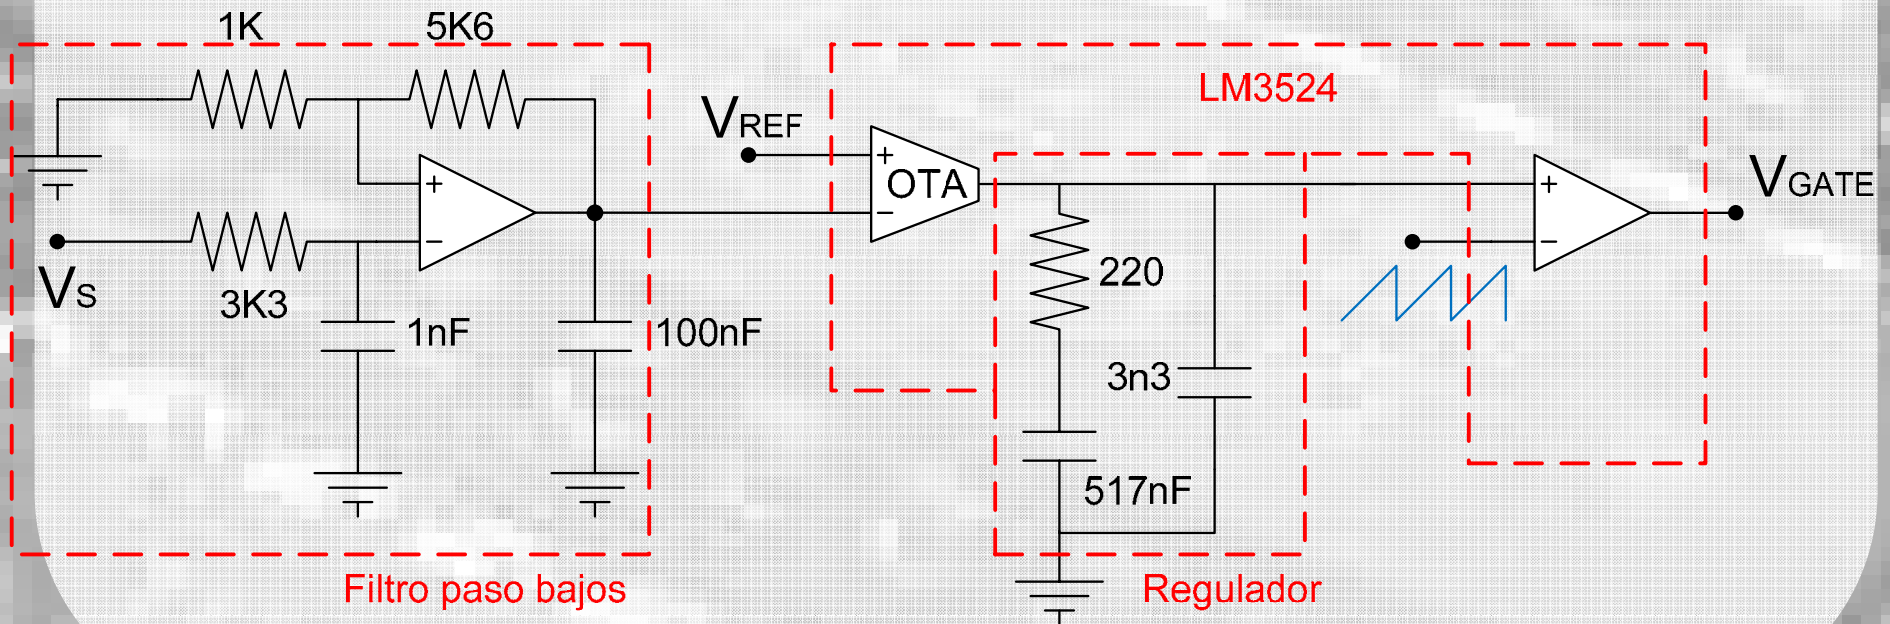 1K
5K6
LM3524
VREF
+
OTA
−
+
−
VGATE
+
−
VS
3K3
1nF
100nF
220
3n3
517nF
Filtro paso bajos
Regulador